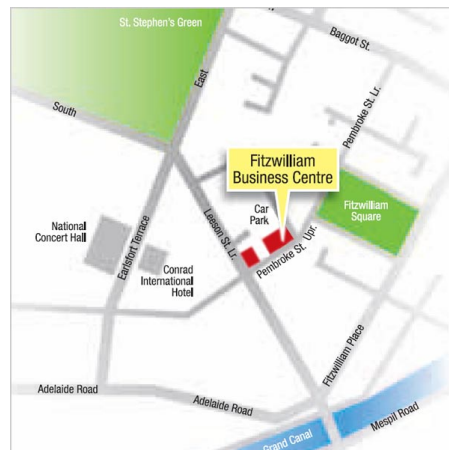 St. Stephen's Green
Baggot St.
East
South
Pembroke St. Lr.
Fitzwilliam
Business Centre
Car
Park
Fitzwilliam
Square
Leeson St. Lr.
National
Concert Hall
Earlsfort Terrace
Conrad
International
Hotel
Pembroke St. Upr.
Fitzwilliam Place
Adelaide Road
Adelaide Road
Mespil Road
Grand Canal